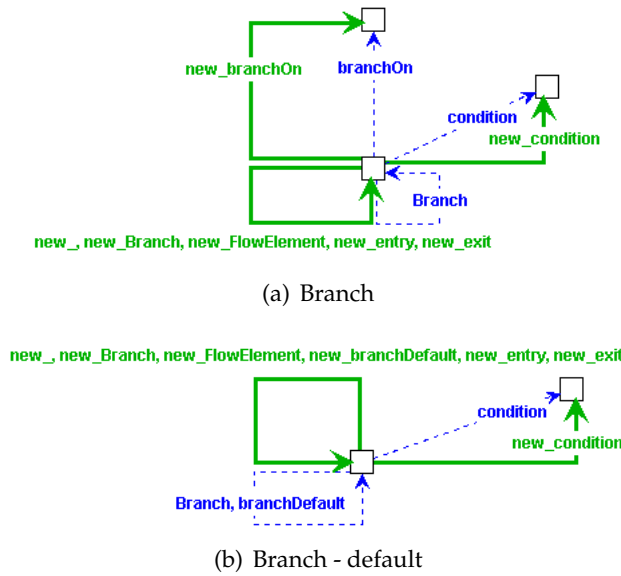 new_branchOn
branchOn
condition
new_condition
Branch
new_, new_Branch, new_FlowElement, new_entry, new_exit
(a) Branch
new_, new_Branch, new_FlowElement, new_branchDefault, new_entry, new_exit
condition
new_condition
Branch, branchDefault
(b) Branch - default